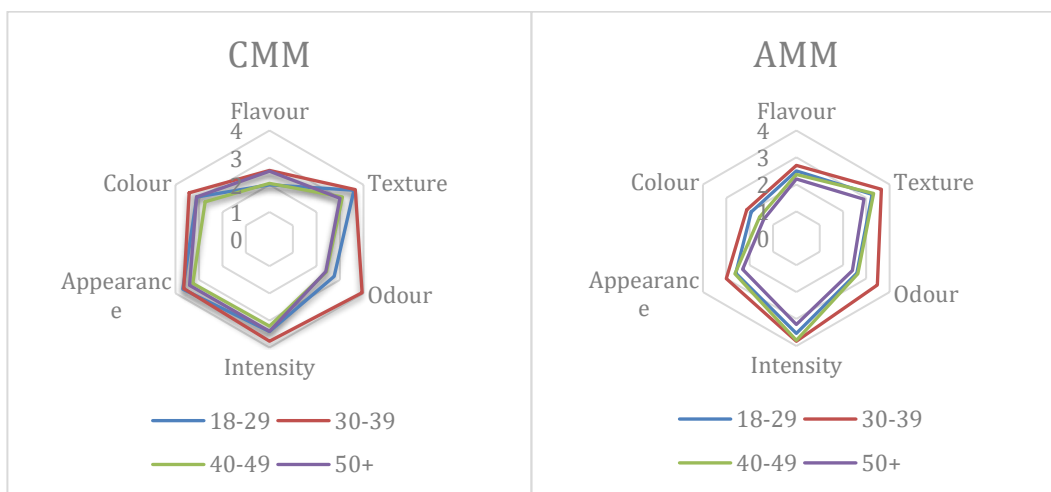 CMM
Flavour
4
3
2
1
0
Colour
Texture
Appearanc
e
Odour
Intensity
18-29
30-39
40-49
50+
AMM
Flavour
4
3
2
1
0
Colour
Texture
Appearanc
e
Odour
Intensity
18-29
30-39
40-49
50+